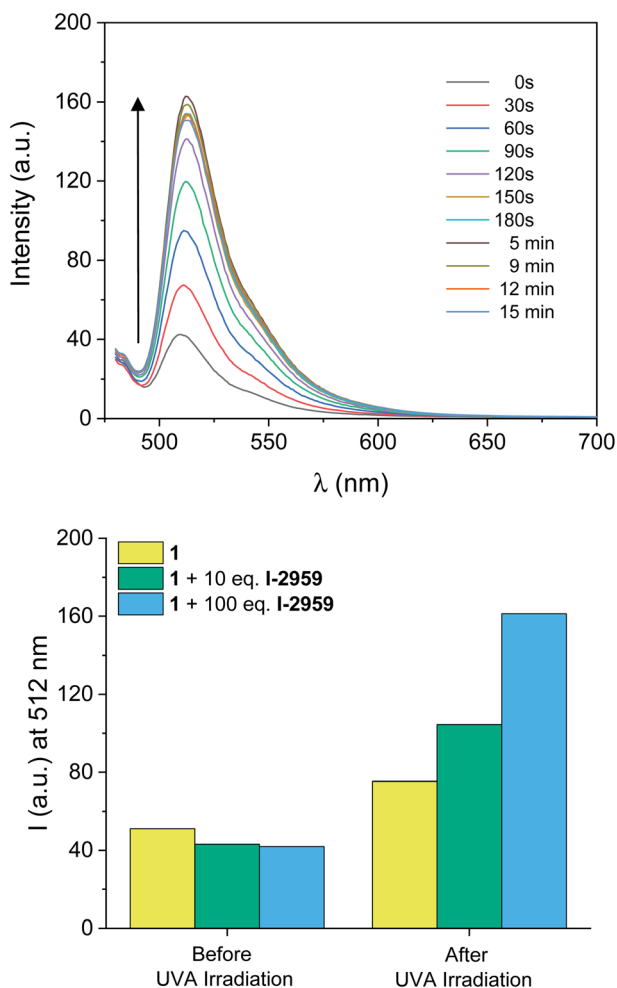 200
160
120
80
40
0
Intensity (a.u.)
0s
30s
60s
90s
120s
150s
180s
5 min
9 min
12 min
15 min
500
550
600
650
700
λ (nm)
200
160
120
80
40
0
I (a.u.) at 512 nm
1
1 + 10 eq. I-2959
1 + 100 eq. I-2959
Before
UVA Irradiation
After
UVA Irradiation